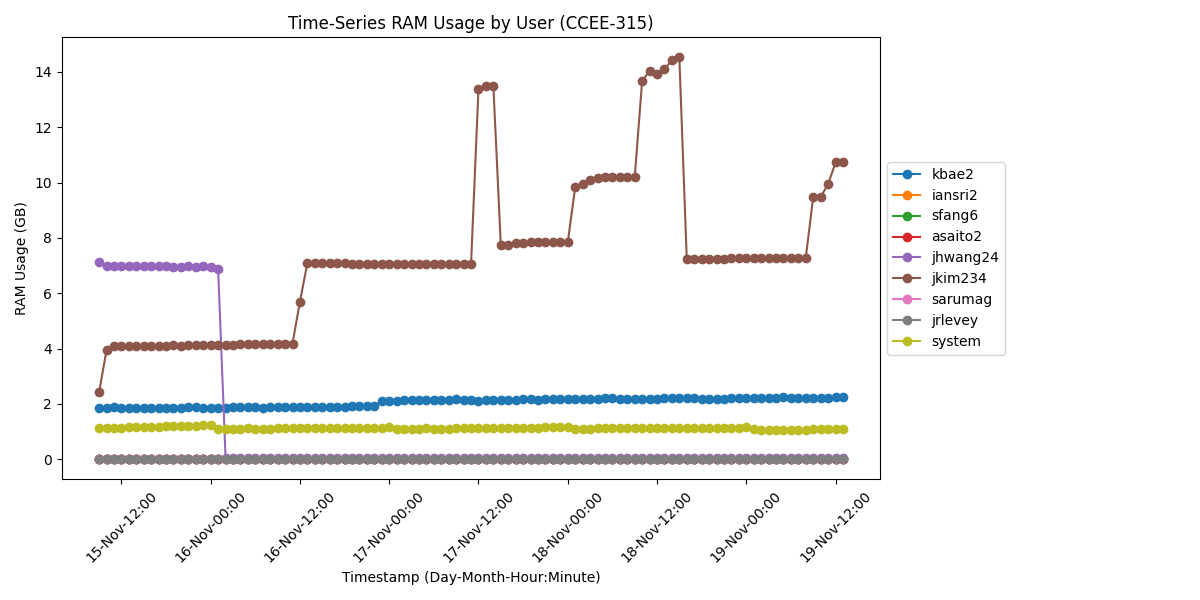 Time-Series RAM Usage by User (CCEE-315)
RAM Usage (GB)
14
12
10
8
6
4
2
0
15-Nov-12:00
16-Nov-00:00
16-Nov-12:00
17-Nov-00:00
17-Nov-12:00
18-Nov-00:00
18-Nov-12:00
19-Nov-00:00
19-Nov-12:00
Timestamp (Day-Month-Hour:Minute)
kbae2
iansri2
sfang6
asaito2
jhwang24
jkim234
sarumag
jrlevey
system